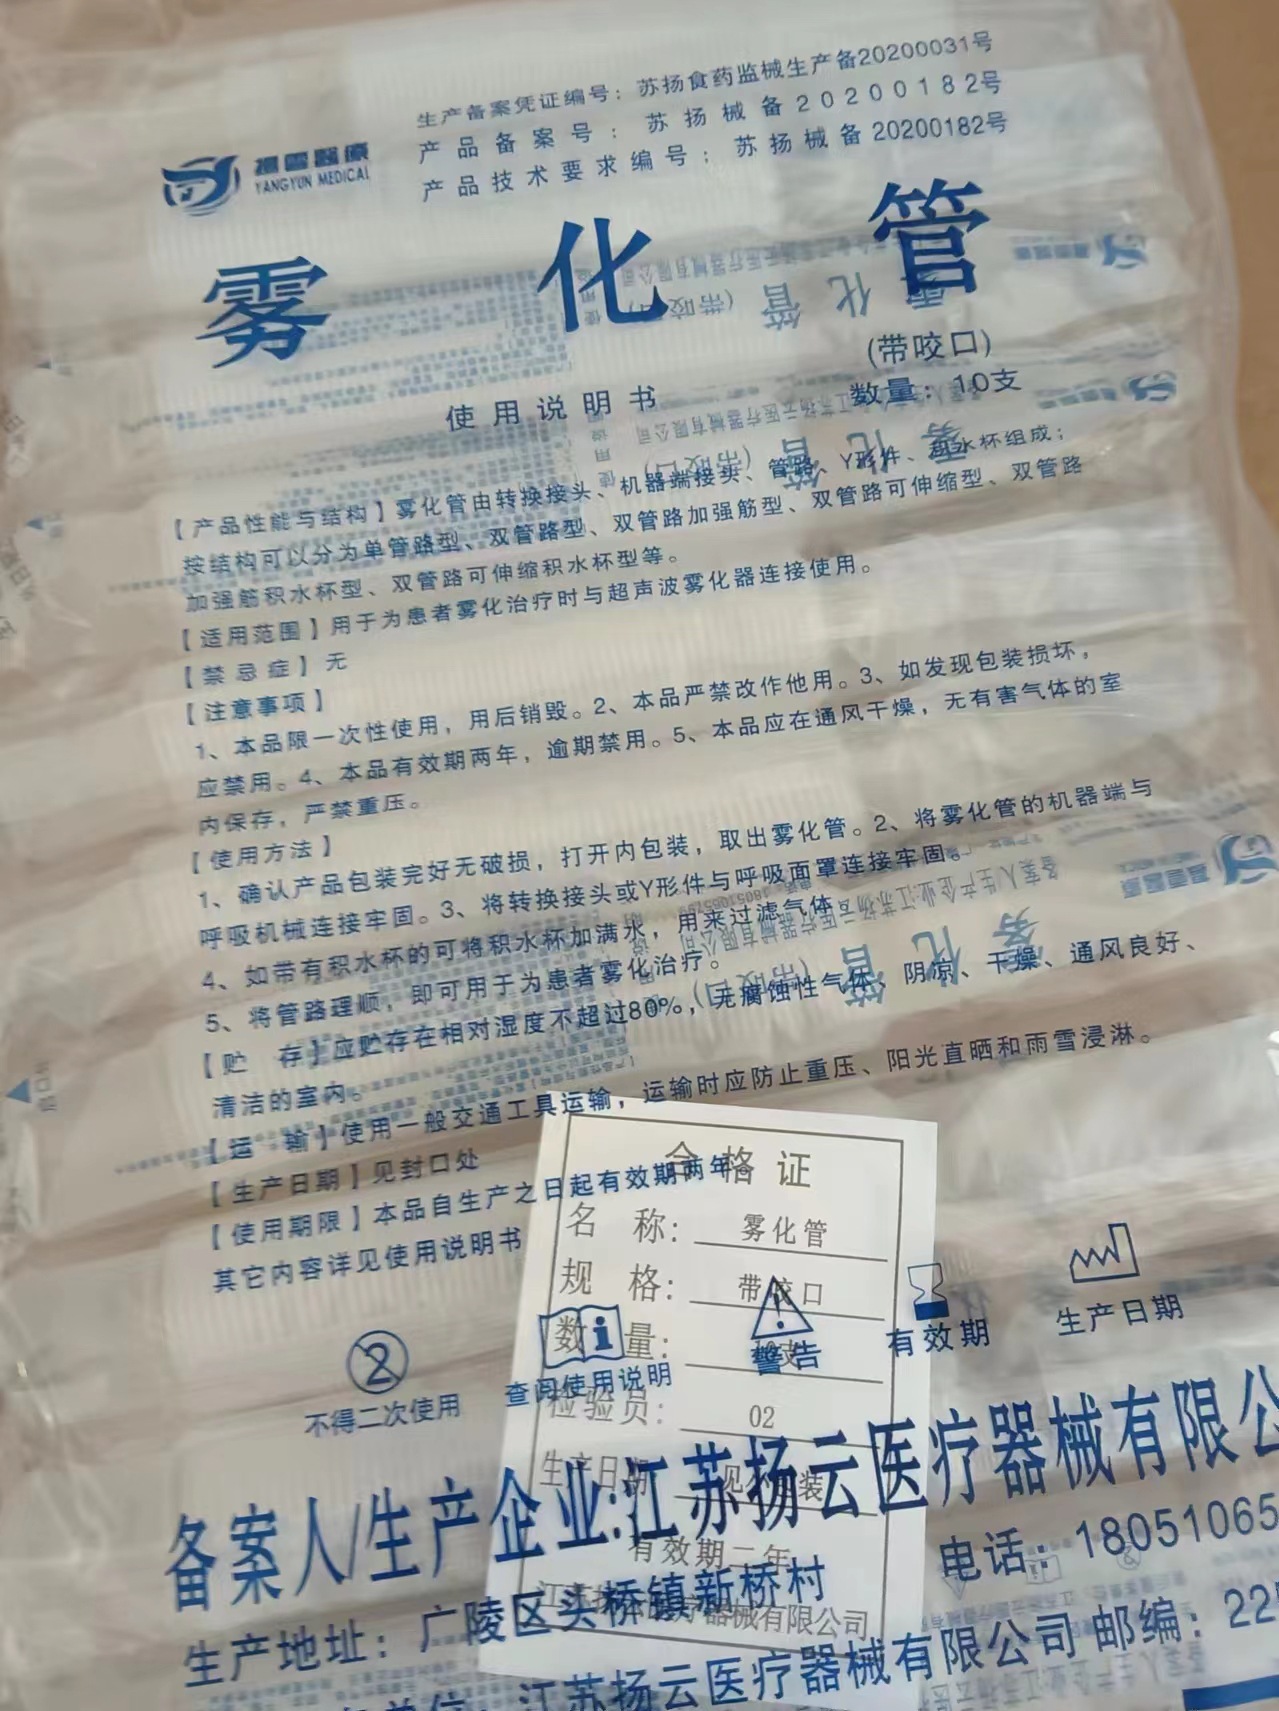 生产备案凭证编号：苏扬食药监械生产备20200031号
扬雲醫療
YANGYUN MEDICAL
产品备案号：苏扬械备20200182号
产品技术要求编号：苏扬械备20200182号
雾化管
(带咬口)
使用说明书
数量：10支
【产品性能与结构】雾化管由转换接头、机器端接头、管路、Y形件、积水杯组成；
按结构可以分为单管路型、双管路型、双管路加强筋型、双管路可伸缩型、双管路
加强筋积水杯型、双管路可伸缩积水杯型等。
【适用范围】用于为患者雾化治疗时与超声波雾化器连接使用。
【禁忌症】无
【注意事项】
1、本品限一次性使用，用后销毁。2、本品严禁改作他用。3、如发现包装损坏，
应禁用。4、本品有效期两年，逾期禁用。5、本品应在通风干燥，无有害气体的室
内保存，严禁重压。
【使用方法】
1、确认产品包装完好无破损，打开内包装，取出雾化管。2、将雾化管的机器端与
呼吸机械连接牢固。3、将转换接头或Y形件与呼吸面罩连接牢固。
4、如带有积水杯的可将积水杯加满水，用来过滤气体
5、将管路理顺，即可用于为患者雾化治疗。
【贮 存】应贮存在相对湿度不超过80%，无腐蚀性气体、阴凉、干燥、通风良好、
清洁的室内。
【运 输】使用一般交通工具运输，运输时应防止重压、阳光直晒和雨雪浸淋。
【生产日期】见封口处
【使用期限】本品自生产之日起有效期两年。
其它内容详见使用说明书
合格证
名 称: 雾化管
规 格: 带咬口
数 量:
检验员: 02
生产日期
有效期二年
不得二次使用
查阅使用说明
警告
有效期
生产日期
备案人/生产企业:江苏扬云医疗器械有限公
电话：18051065
生产地址：广陵区头桥镇新桥村
江苏扬云医疗器械有限公司 邮编：22